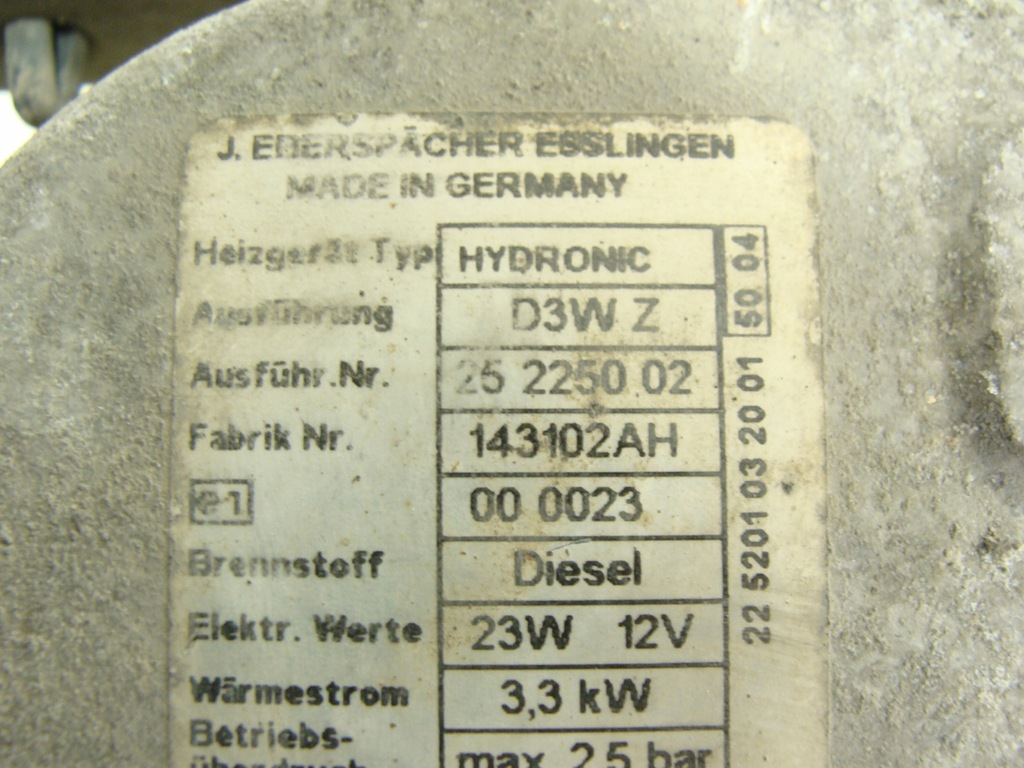 J. EBERSPÄCHER ESSLINGEN
MADE IN GERMANY
Heizgerät Typ HYDRONIC
Ausführung D3W Z
Ausführ.Nr. 25 2250 02
Fabrik Nr. 143102AH
e1 00 0023
Brennstoff Diesel
Elektr. Werte 23W 12V
Wärmestrom 3,3 kW
Betriebs-
überdruck max. 2,5 bar
22 5201 03 20 01 50 04